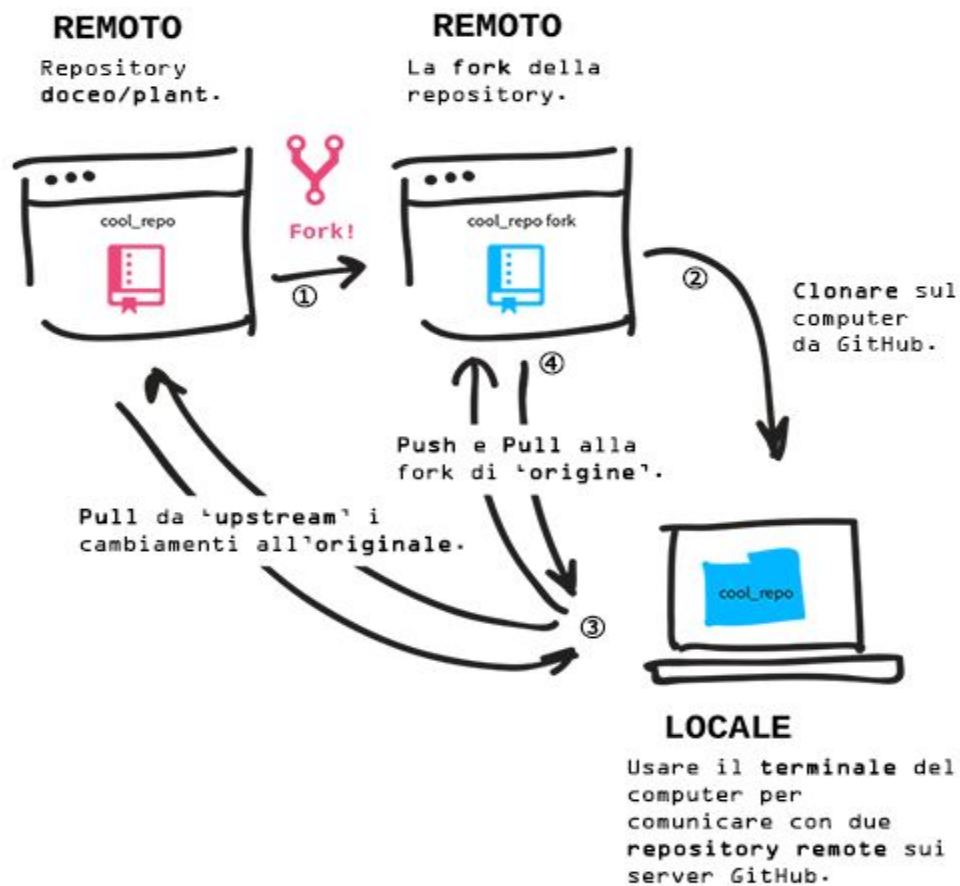 REMOTO
Repository
doceo/plant.
cool_repo
Fork!
①
REMOTO
La fork della
repository.
cool_repo fork
②
Clonare sul
computer
da GitHub.
④
Push e Pull alla
fork di 'origine'.
Pull da 'upstream' i
cambiamenti all'originale.
③
cool_repo
LOCALE
Usare il terminale del
computer per
comunicare con due
repository remote sui
server GitHub.